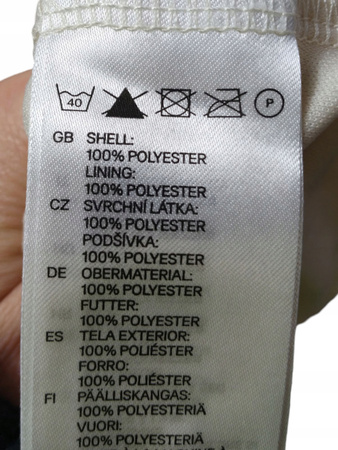 40 P
GB SHELL:
100% POLYESTER
LINING:
100% POLYESTER
CZ SVRCHNÍ LÁTKA:
100% POLYESTER
PODŠÍVKA:
100% POLYESTER
DE OBERMATERIAL:
100% POLYESTER
FUTTER:
100% POLYESTER
ES TELA EXTERIOR:
100% POLIÉSTER
FORRO:
100% POLIÉSTER
FI PÄÄLLISKANGAS:
100% POLYESTERIÄ
VUORI:
100% POLYESTERIÄ